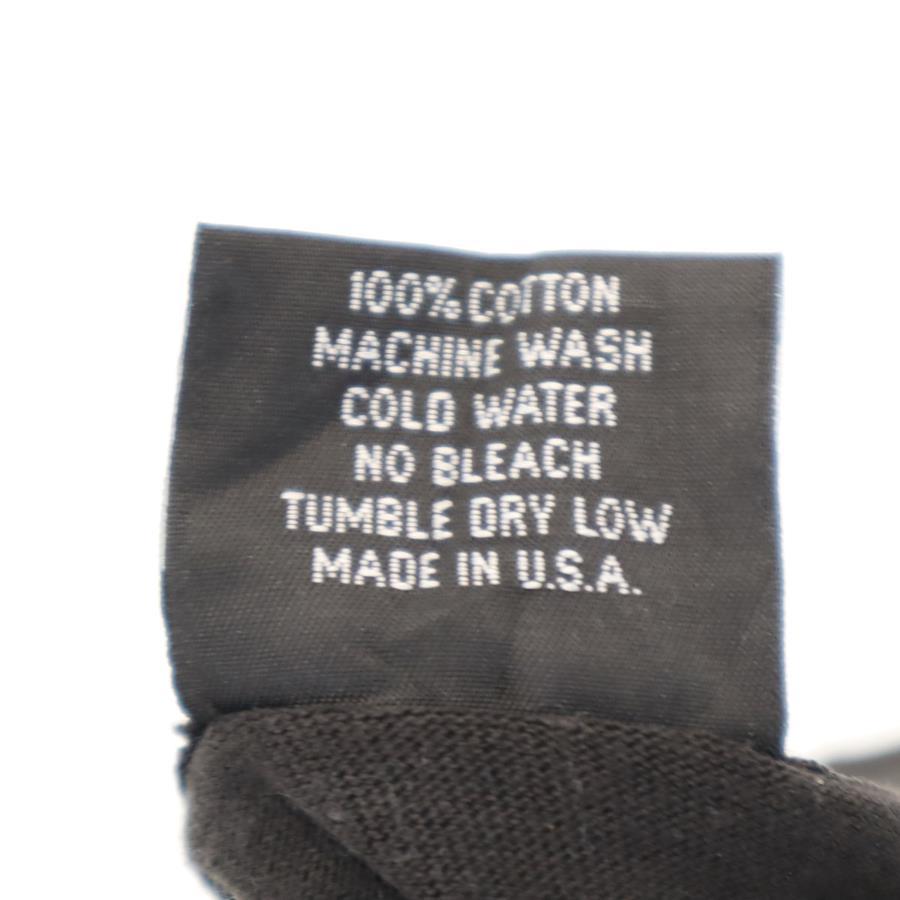 100% COTTON
MACHINE WASH
COLD WATER
NO BLEACH
TUMBLE DRY LOW
MADE IN U.S.A.